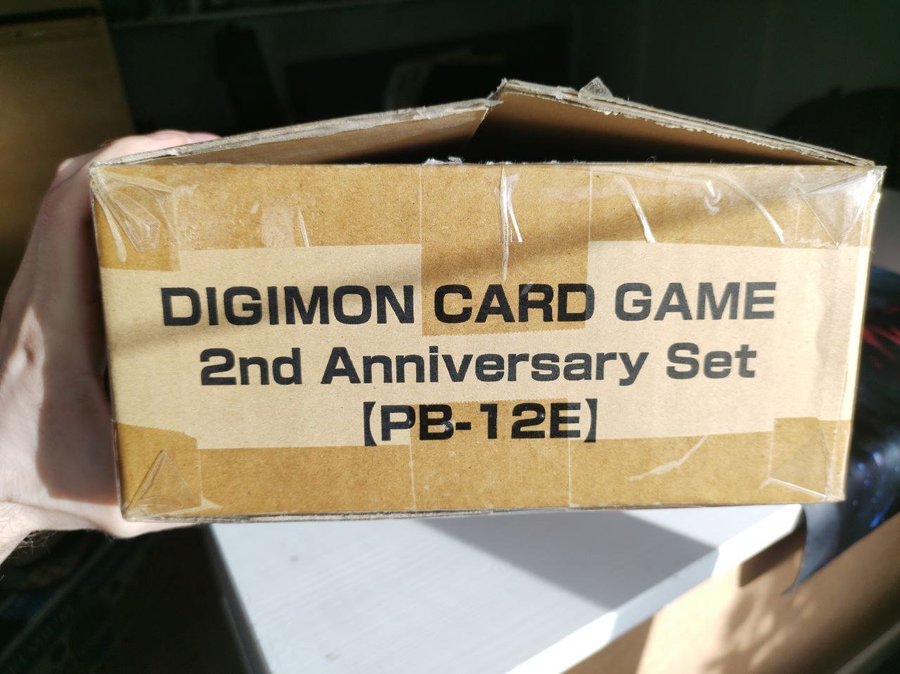 DIGIMON CARD GAME
2nd Anniversary Set
【PB-12E】